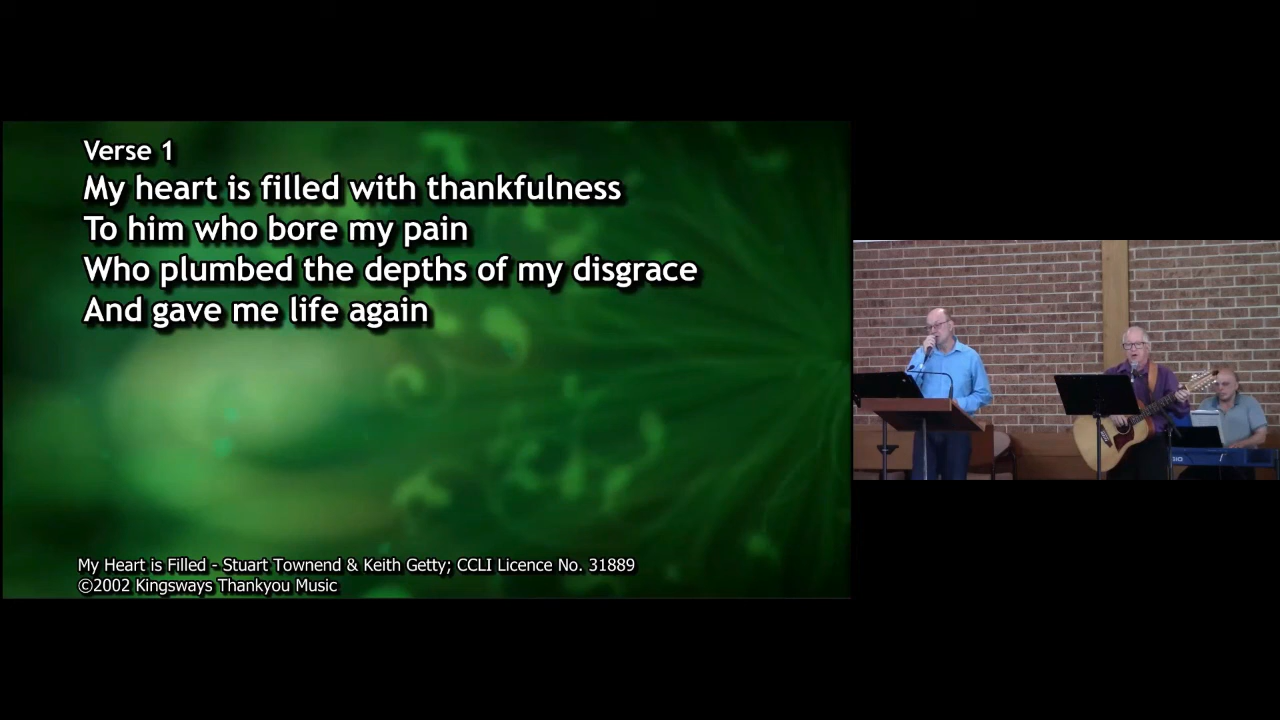 Verse 1
My heart is filled with thankfulness
To him who bore my pain
Who plumbed the depths of my disgrace
And gave me life again
My Heart is Filled - Stuart Townend & Keith Getty; CCLI Licence No. 31889
©2002 Kingsways Thankyou Music